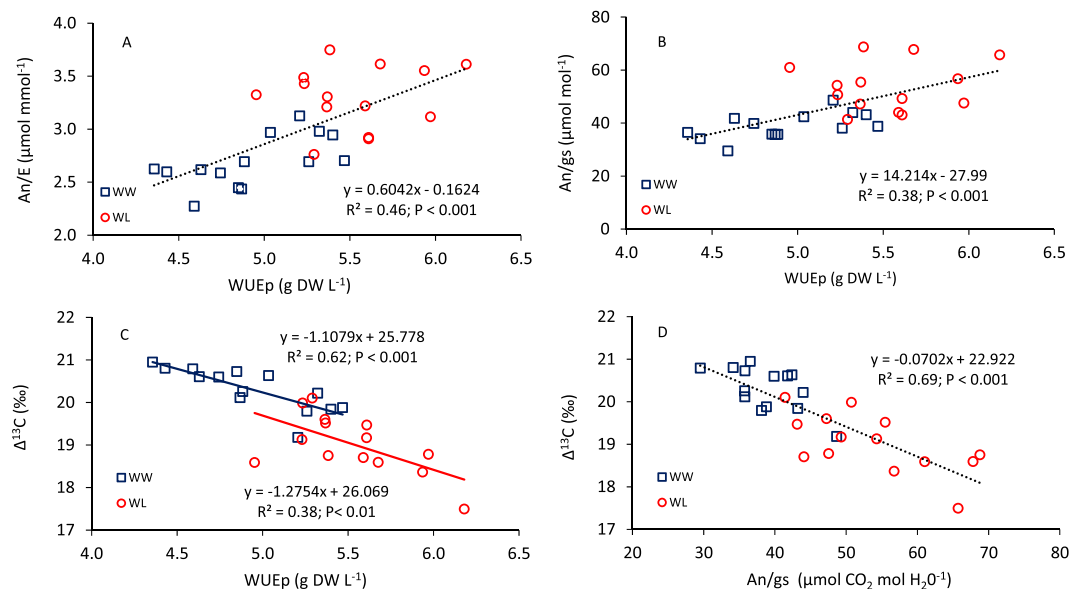 A
An/E (µmol mmol⁻¹)
4.0
3.5
3.0
2.5
2.0
y = 0.6042x - 0.1624
R² = 0.46; P < 0.001
WW
WL
4.0 4.5 5.0 5.5 6.0 6.5
WUEp (g DW L⁻¹)
B
An/gs (µmol mol⁻¹)
80
60
40
20
0
y = 14.214x - 27.99
R² = 0.38; P < 0.001
WW
WL
4.0 4.5 5.0 5.5 6.0 6.5
WUEp (g DW L⁻¹)
C
Δ¹³C (‰)
22
21
20
19
18
17
y = -1.1079x + 25.778
R² = 0.62; P < 0.001
WW
WL
y = -1.2754x + 26.069
R² = 0.38; P< 0.01
4.0 4.5 5.0 5.5 6.0 6.5
WUEp (g DW L⁻¹)
D
Δ¹³C (‰)
22
21
20
19
18
17
y = -0.0702x + 22.922
R² = 0.69; P < 0.001
WW
WL
20 30 40 50 60 70 80
An/gs (µmol CO₂ mol H₂0⁻¹)